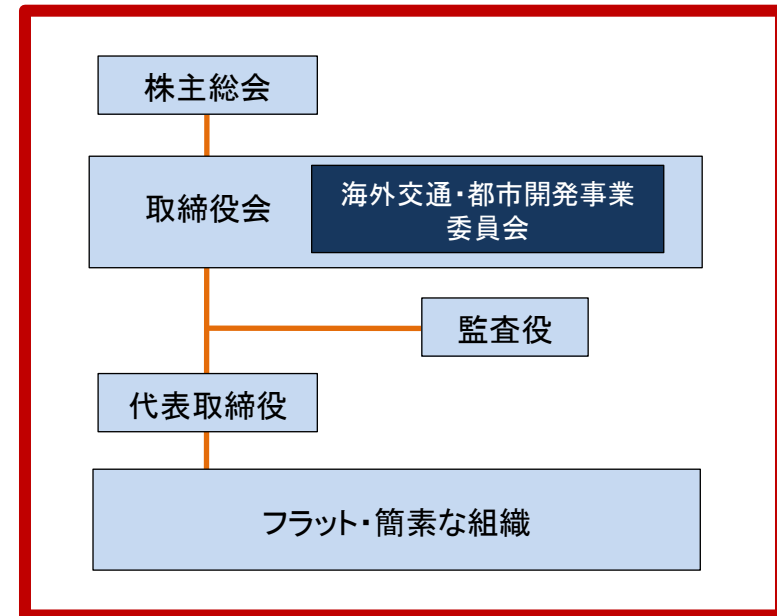 株主総会
取締役会
海外交通・都市開発事業
委員会
監査役
代表取締役
フラット・簡素な組織